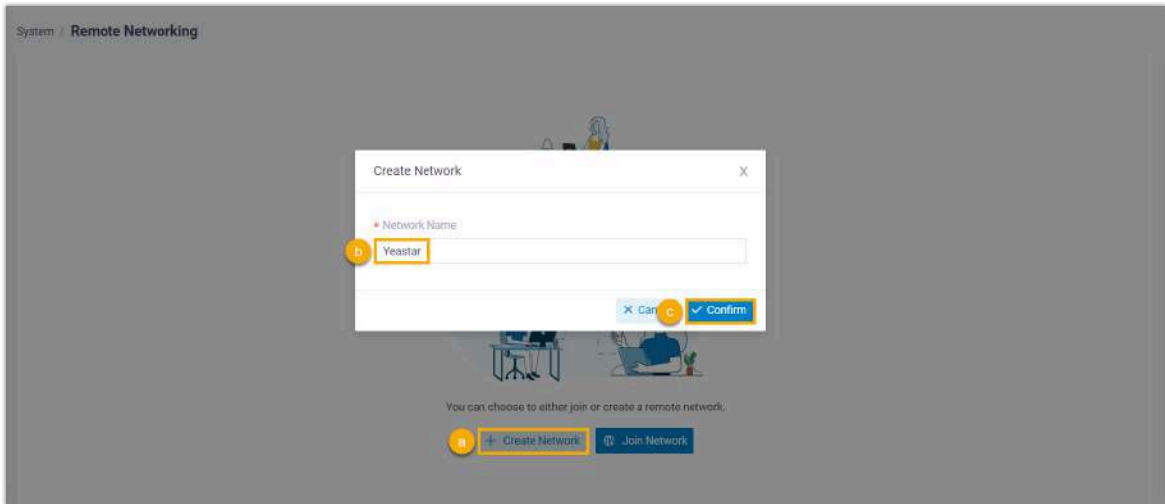 System / Remote Networking
Create Network X
* Network Name
b Yeastar
Can c Confirm
You can choose to either join or create a remote network.
a + Create Network Join Network